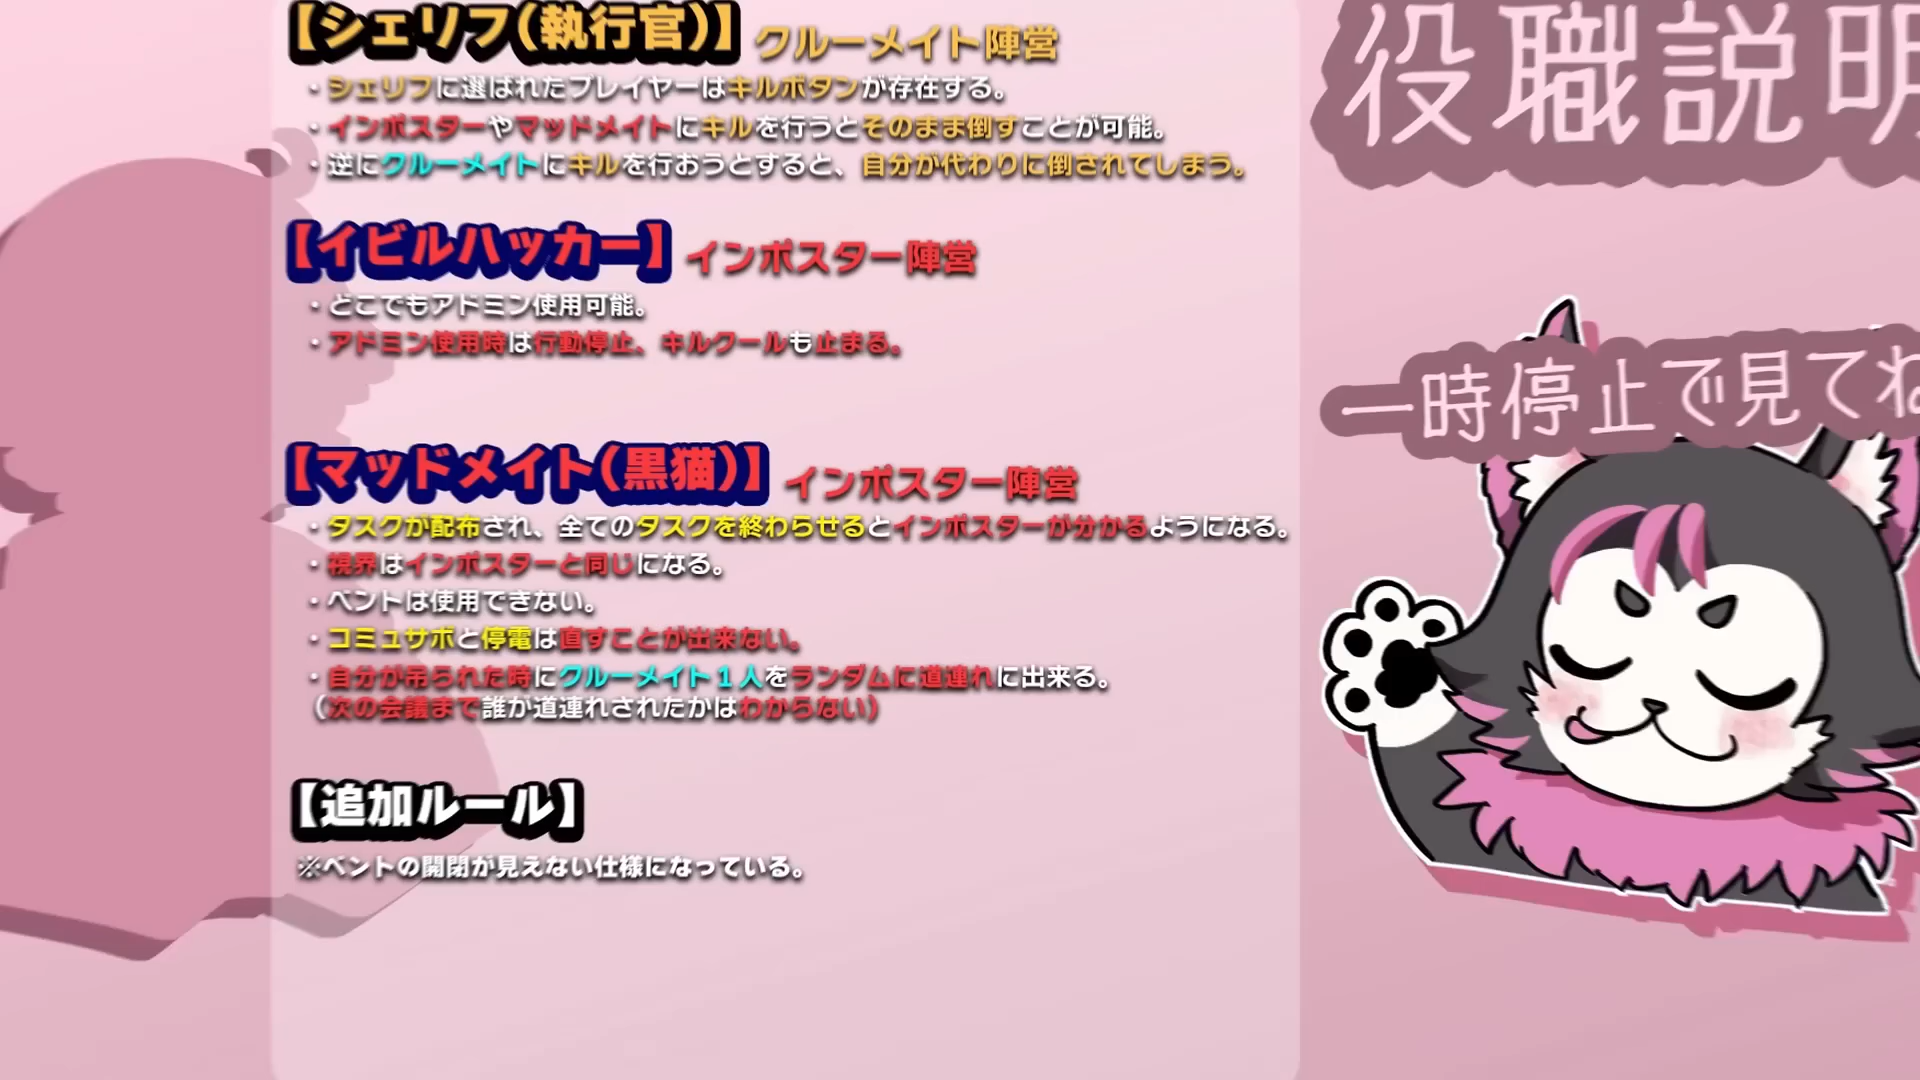 【シェリフ(執行官)】 クルーメイト陣営
・シェリフに選ばれたプレイヤーはキルボタンが存在する。
・インポスターやマッドメイトにキルを行うとそのまま倒すことが可能。
・逆にクルーメイトにキルを行おうとすると、自分が代わりに倒されてしまう。
【イビルハッカー】 インポスター陣営
・どこでもアドミン使用可能。
・アドミン使用時は行動停止、キルクールも止まる。
【マッドメイト(黒猫)】 インポスター陣営
・タスクが配布され、全てのタスクを終わらせるとインポスターが分かるようになる。
・視界はインポスターと同じになる。
・ベントは使用できない。
・コミュサボと停電は直すことが出来ない。
・自分が吊られた時にクルーメイト1人をランダムに道連れに出来る。
(次の会議まで誰が道連れされたかはわからない)
【追加ルール】
※ベントの開閉が見えない仕様になっている。
役職説明
一時停止で見てね